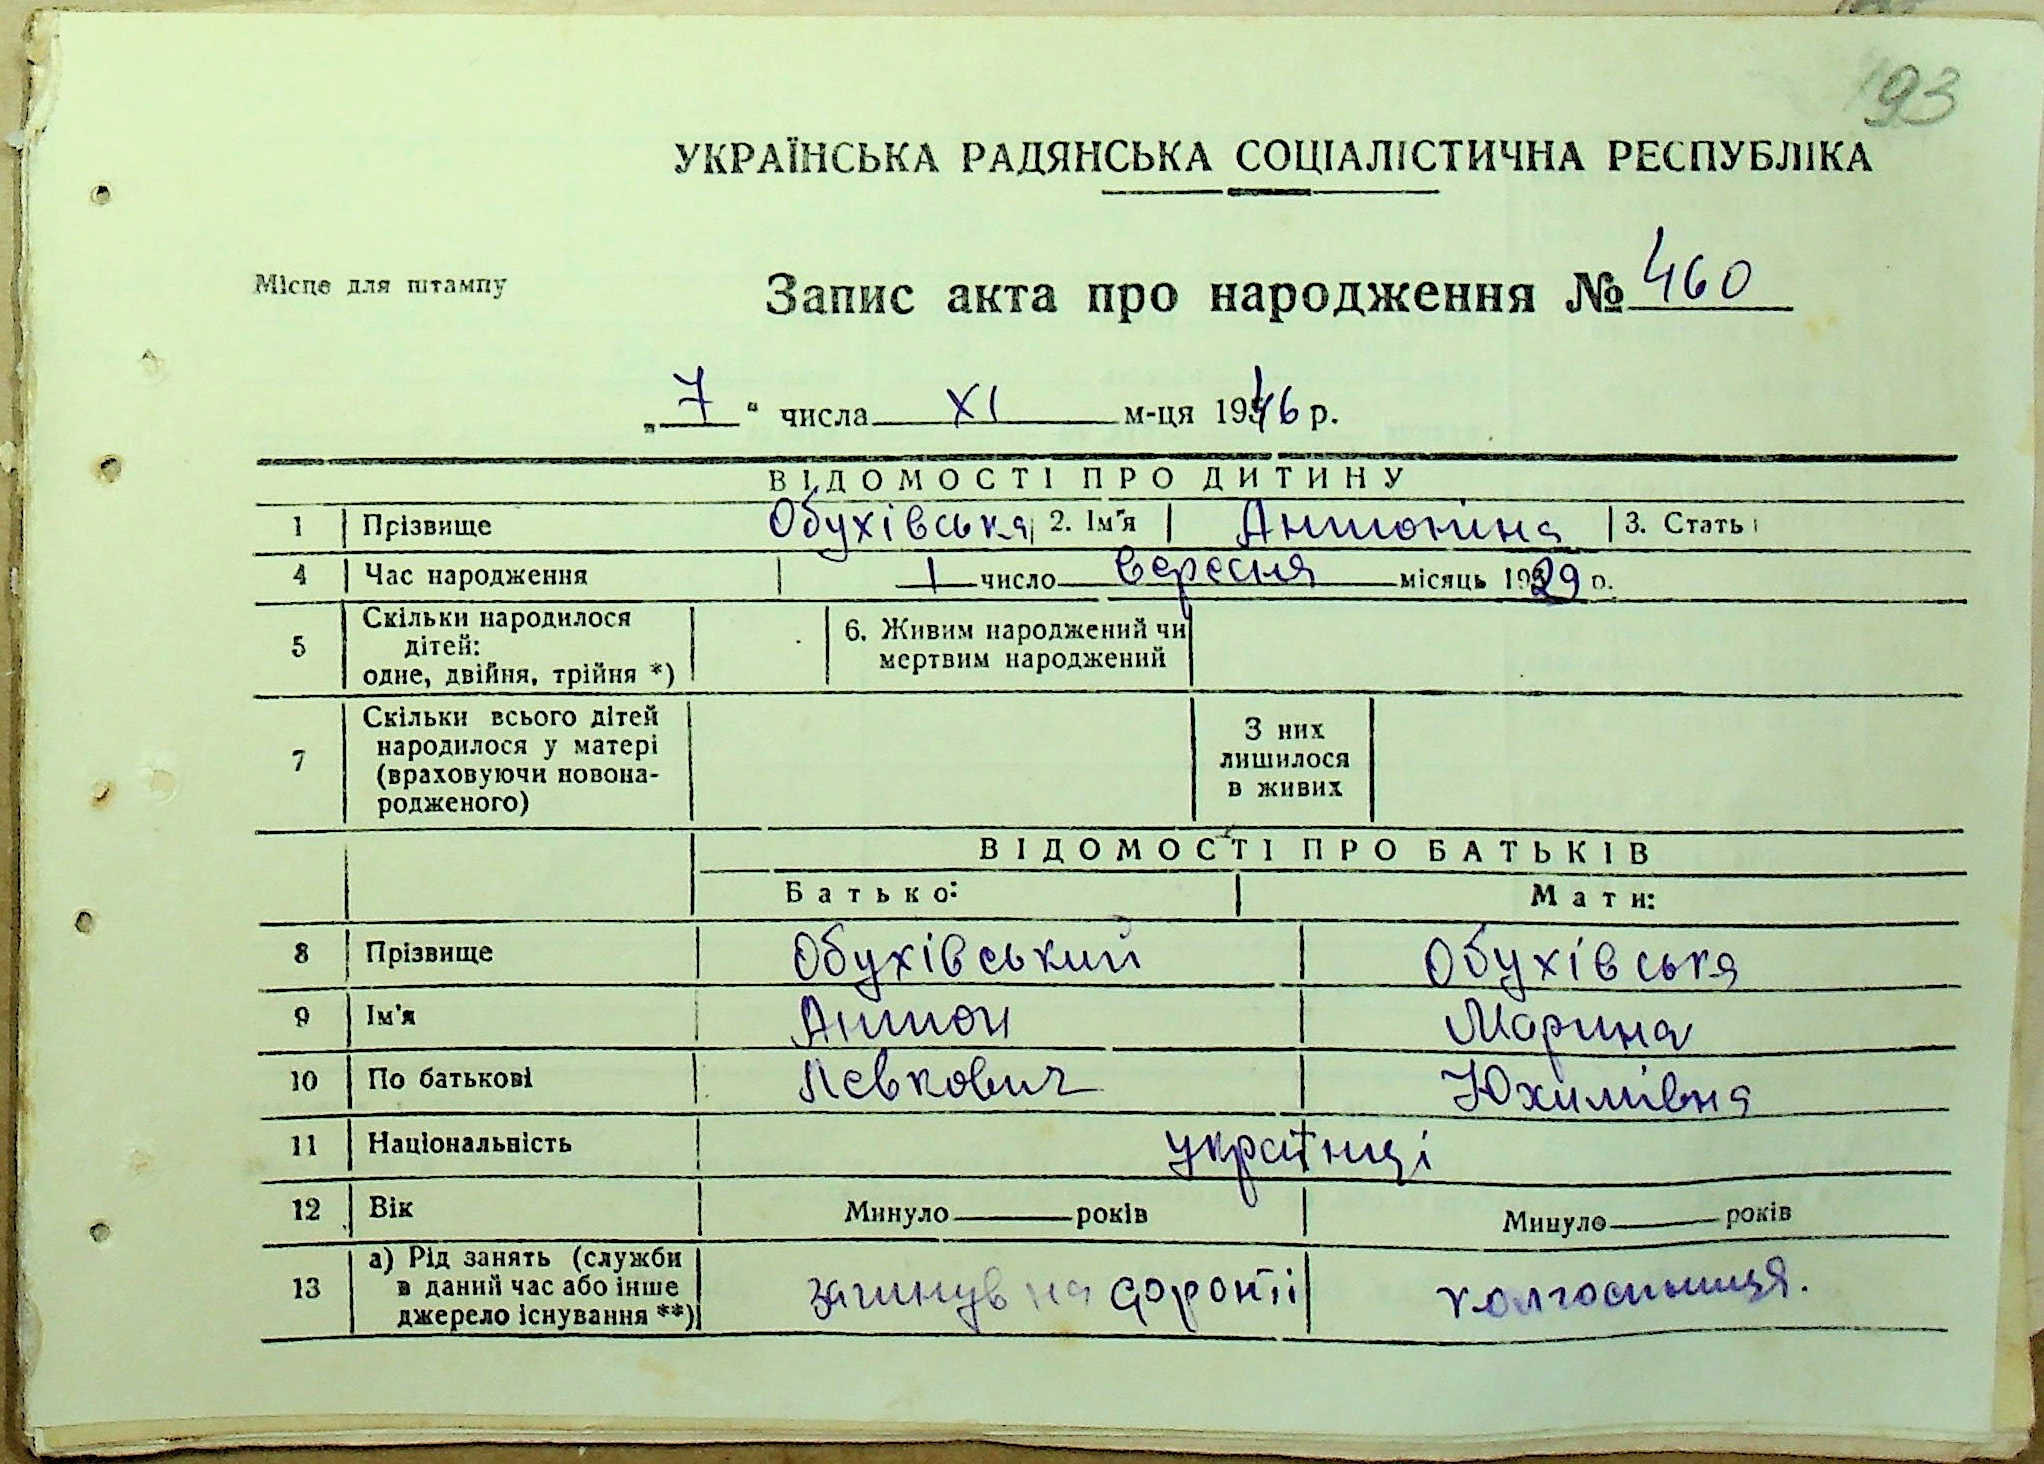 193
УКРАЇНСЬКА РАДЯНСЬКА СОЦІАЛІСТИЧНА РЕСПУБЛІКА
Місце для штампу
Запис акта про народження № 460
„ 7 " числа XI м-ця 1946 р.
ВІДОМОСТІ ПРО ДИТИНУ
1 Прізвище Обухівська 2. Ім'я Антоніна 3. Стать
4 Час народження 1 число вересня місяць 1929 р.
5 Скільки народилося дітей: одне, двійня, трійня *) 6. Живим народжений чи мертвим народжений
7 Скільки всього дітей народилося у матері (враховуючи новонародженого) З них лишилося в живих
ВІДОМОСТІ ПРО БАТЬКІВ
Батько: Мати:
8 Прізвище Обухівський Обухівська
9 Ім'я Антон Марина
10 По батькові Лєвкович Юхимівна
11 Національність українці
12 Вік Минуло років Минуло років
13 а) Рід занять (служби в даний час або інше джерело існування **) загинув на фронті колгоспниця.